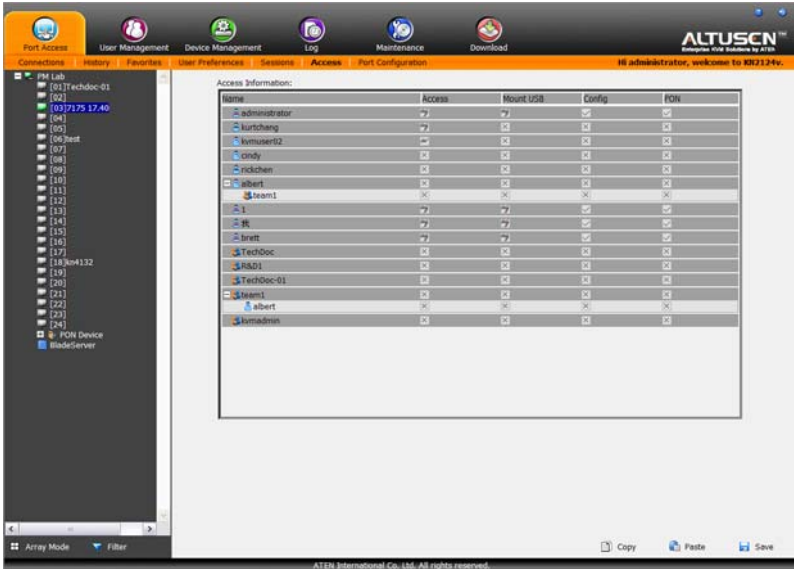 ALTUSEN™
Enterprise KVM Solutions by ATEN
Port Access User Management Device Management Log Maintenance Download
Connections History Favorites User Preferences Sessions Access Port Configuration
Hi administrator, welcome to KN2124v.
PM Lab
[01]Techdoc-01
[02]
[03]7175 17.40
[04]
[05]
[06]test
[07]
[08]
[09]
[10]
[11]
[12]
[13]
[14]
[15]
[16]
[17]
[18]kn4132
[19]
[20]
[21]
[22]
[23]
[24]
PON Device
BladeServer
Access Information:
Name Access Mount USB Config PON
administrator
kurtchang
kvmuserti2
cindy
rickchen
albert
team1
1
我
brett
TechDoc
R&D1
TechDoc-01
team1
albert
kvmadmin
Array Mode Filter
Copy Paste Save
ATEN International Co. Ltd. All rights reserved.